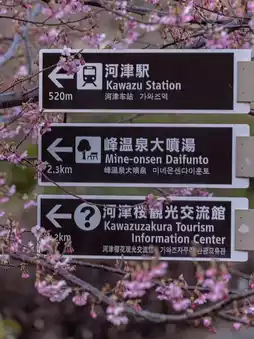 河津駅
Kawazu Station
河津车站 가와즈역
520m
峰温泉大噴湯
Mine-onsen Daifunto
峰温泉大喷泉 미네온센다이훈토
2.3km
河津桜観光交流館
Kawazuzakura Tourism
Information Center
2km